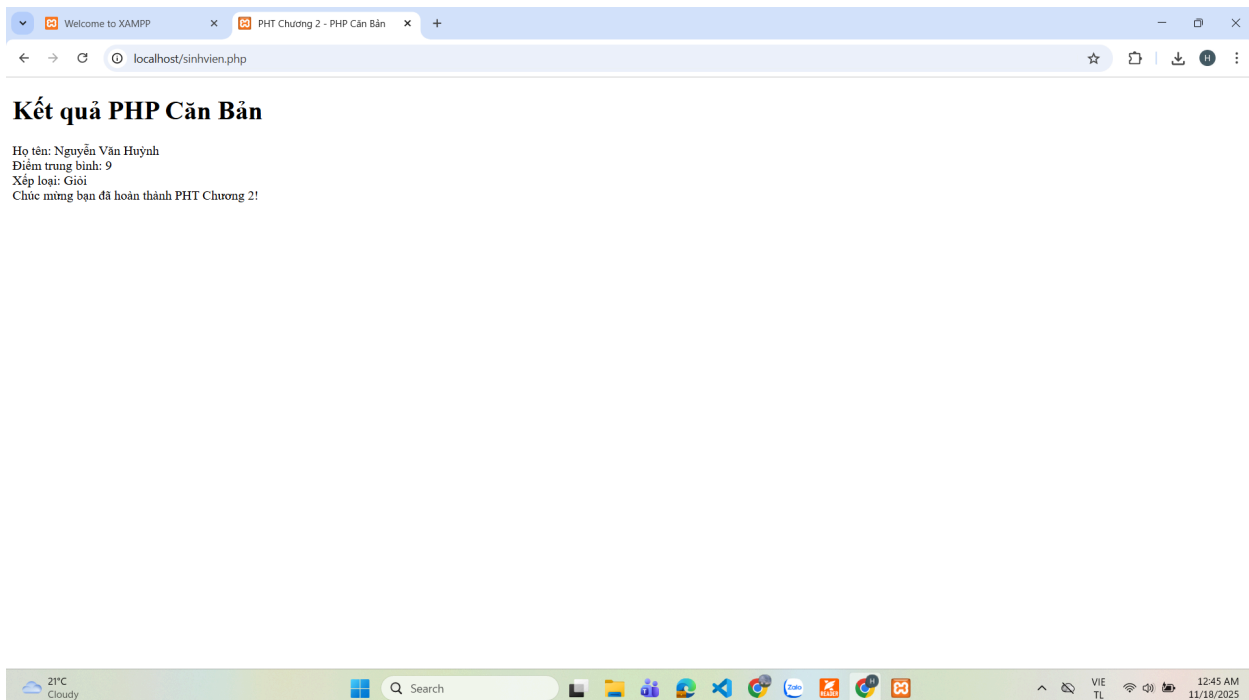 Welcome to XAMPP
PHT Chương 2 - PHP Căn Bản
localhost/sinhvien.php
H
Kết quả PHP Căn Bản
Họ tên: Nguyễn Văn Huỳnh
Điểm trung bình: 9
Xếp loại: Giỏi
Chúc mừng bạn đã hoàn thành PHT Chương 2!
21°C
Cloudy
Search
Zalo
READER
H
VIE
TL
12:45 AM
11/18/2025